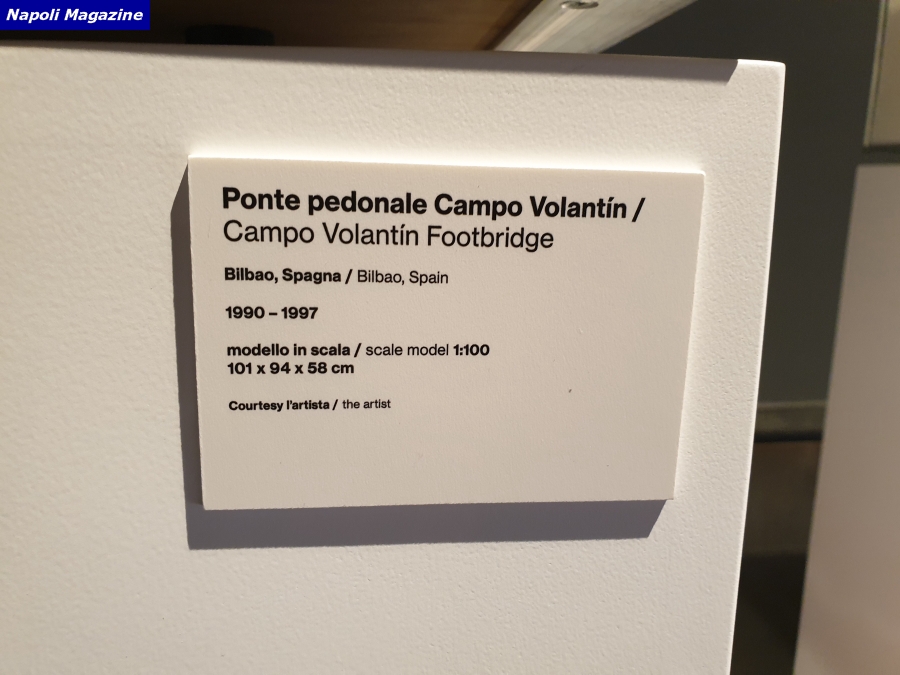 Napoli Magazine
Ponte pedonale Campo Volantín /
Campo Volantín Footbridge
Bilbao, Spagna / Bilbao, Spain
1990 – 1997
modello in scala / scale model 1:100
101 x 94 x 58 cm
Courtesy l'artista / the artist